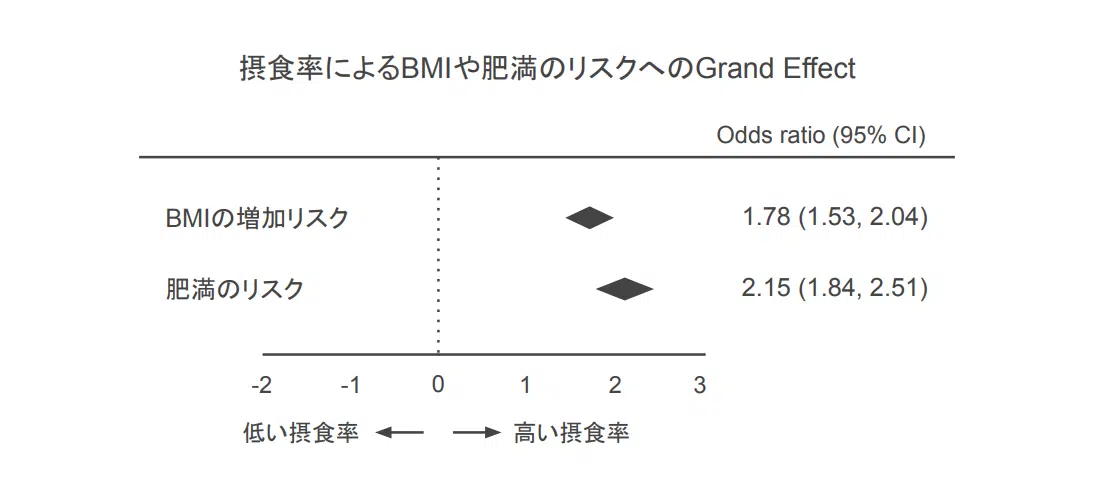 摂食率によるBMIや肥満のリスクへのGrand Effect
Odds ratio (95% CI)
BMIの増加リスク 1.78 (1.53, 2.04)
肥満のリスク 2.15 (1.84, 2.51)
-2 -1 0 1 2 3
低い摂食率 ← → 高い摂食率